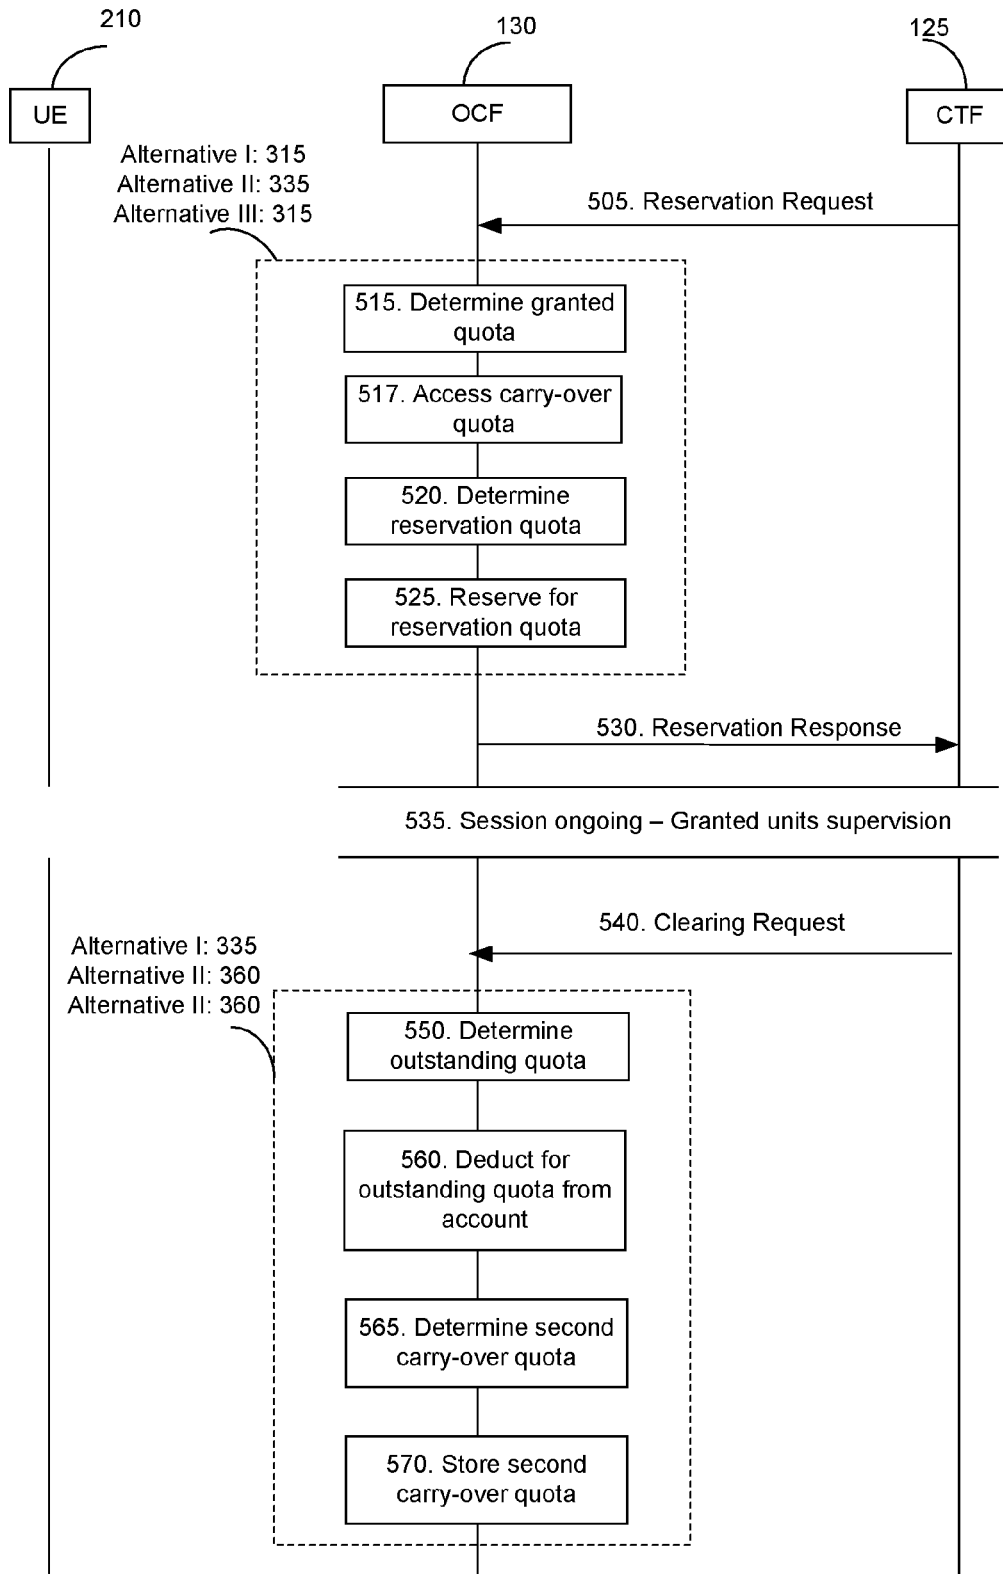 210
130
125
UE
OCF
CTF
Alternative I: 315
Alternative II: 335
Alternative III: 315
505. Reservation Request
515. Determine granted
quota
517. Access carry-over
quota
520. Determine
reservation quota
525. Reserve for
reservation quota
530. Reservation Response
535. Session ongoing – Granted units supervision
540. Clearing Request
Alternative I: 335
Alternative II: 360
Alternative II: 360
550. Determine
outstanding quota
560. Deduct for
outstanding quota from
account
565. Determine second
carry-over quota
570. Store second
carry-over quota